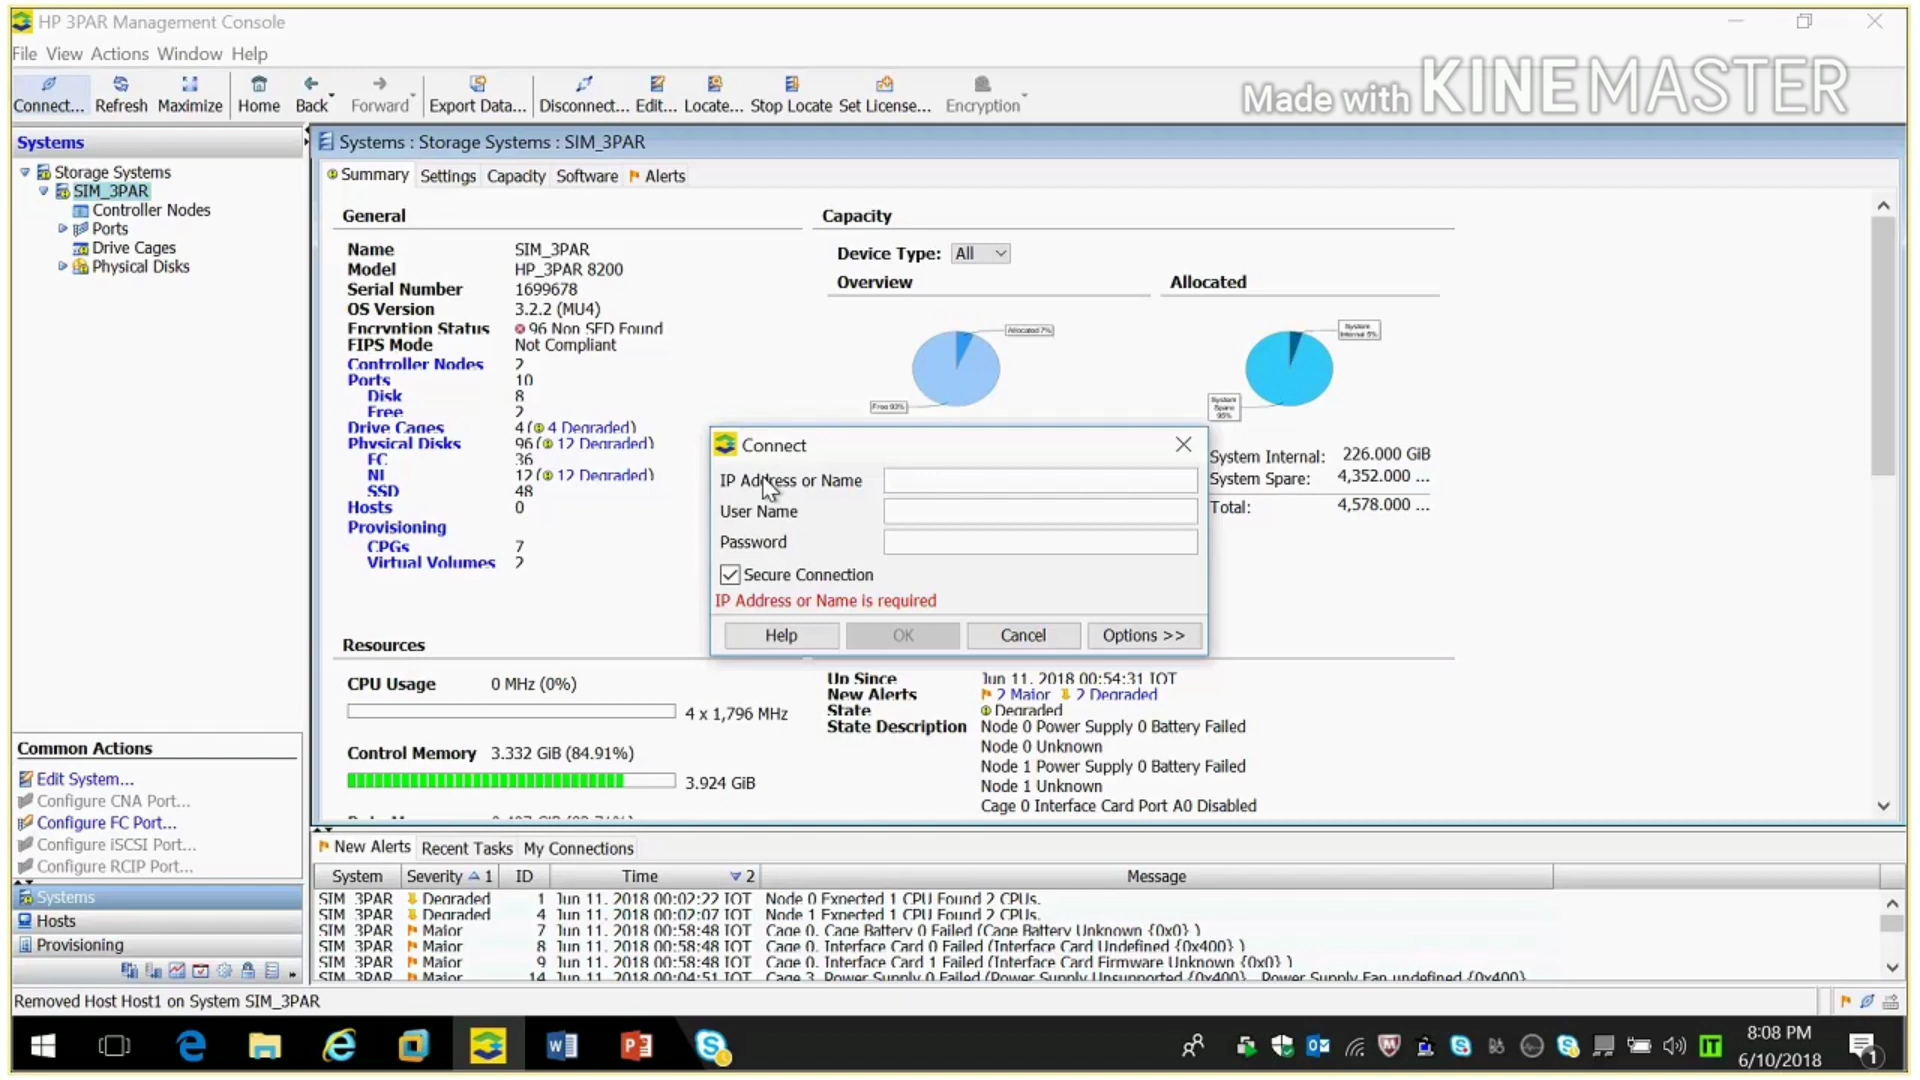 HP 3PAR Management Console
File View Actions Window Help
Connect... Refresh Maximize Home Back Forward Export Data... Disconnect... Edit... Locate... Stop Locate Set License... Encryption
Made with KINEMASTER
Systems
Storage Systems
SIM_3PAR
Controller Nodes
Ports
Drive Cages
Physical Disks
Systems : Storage Systems : SIM_3PAR
Summary Settings Capacity Software Alerts
General
Name SIM_3PAR
Model HP_3PAR 8200
Serial Number 1699678
OS Version 3.2.2 (MU4)
Encryption Status 96 Non SED Found
FIPS Mode Not Compliant
Controller Nodes 2
Ports 10
Disk 8
Free 2
Drive Cages 4 ( 4 Degraded)
Physical Disks 96 ( 12 Degraded)
FC 36
NL 12 ( 12 Degraded)
SSD 48
Hosts 0
Provisioning
CPGs 7
Virtual Volumes 2
Capacity
Device Type: All
Overview Allocated
Allocated 7%
Free 93%
System Internal 5%
System Spare 95%
System Internal: 226.000 GiB
System Spare: 4,352.000 ...
Total: 4,578.000 ...
Connect
IP Address or Name
User Name
Password
Secure Connection
IP Address or Name is required
Help OK Cancel Options >>
Resources
CPU Usage 0 MHz (0%)
4 x 1,796 MHz
Control Memory 3.332 GiB (84.91%)
3.924 GiB
Up Since Jun 11, 2018 00:54:31 IOT
New Alerts 2 Major 2 Degraded
State Degraded
State Description Node 0 Power Supply 0 Battery Failed
Node 0 Unknown
Node 1 Power Supply 0 Battery Failed
Node 1 Unknown
Cage 0 Interface Card Port A0 Disabled
Common Actions
Edit System...
Configure CNA Port...
Configure FC Port...
Configure iSCSI Port...
Configure RCIP Port...
Systems
Hosts
Provisioning
New Alerts Recent Tasks My Connections
System Severity 1 ID Time 2 Message
SIM_3PAR Degraded 1 Jun 11, 2018 00:02:22 IOT Node 0 Expected 1 CPU Found 2 CPUs.
SIM_3PAR Degraded 4 Jun 11, 2018 00:02:07 IOT Node 1 Expected 1 CPU Found 2 CPUs.
SIM_3PAR Major 7 Jun 11, 2018 00:58:48 IOT Cage 0, Cage Battery 0 Failed (Cage Battery Unknown {0x0} )
SIM_3PAR Major 8 Jun 11, 2018 00:58:48 IOT Cage 0, Interface Card 0 Failed (Interface Card Undefined {0x400} )
SIM_3PAR Major 9 Jun 11, 2018 00:58:48 IOT Cage 0, Interface Card 1 Failed (Interface Card Firmware Unknown {0x0} )
SIM_3PAR Major 14 Jun 11, 2018 00:04:51 IOT Cage 3, Power Supply 0 Failed (Power Supply Unsupported {0x400} , Power Supply Fan undefined {0x400}
Removed Host Host1 on System SIM_3PAR
8:08 PM
6/10/2018
IT
1